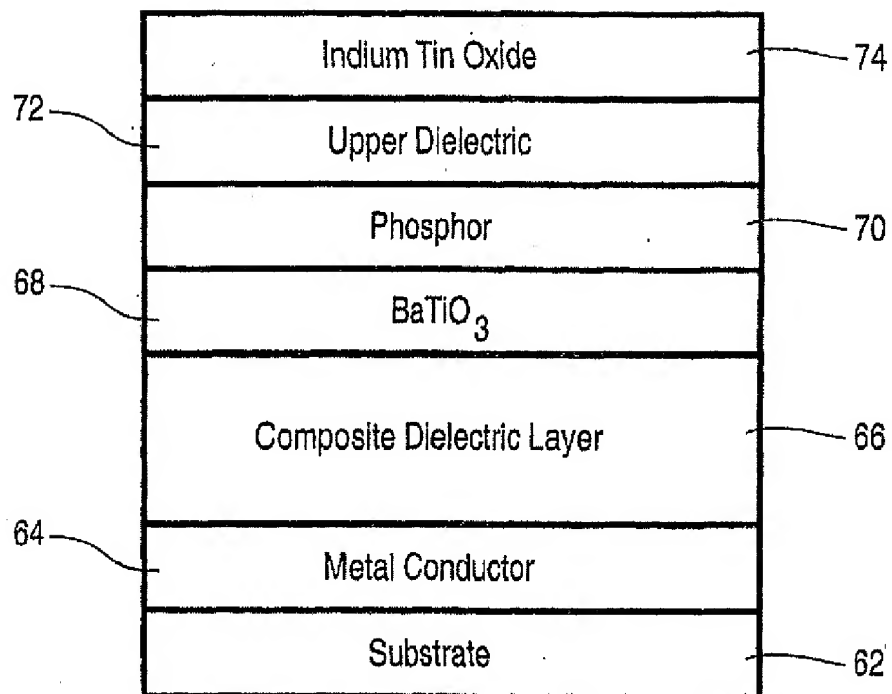 Indium Tin Oxide
74
72
Upper Dielectric
Phosphor
70
68
BaTiO3
Composite Dielectric Layer
66
64
Metal Conductor
Substrate
62